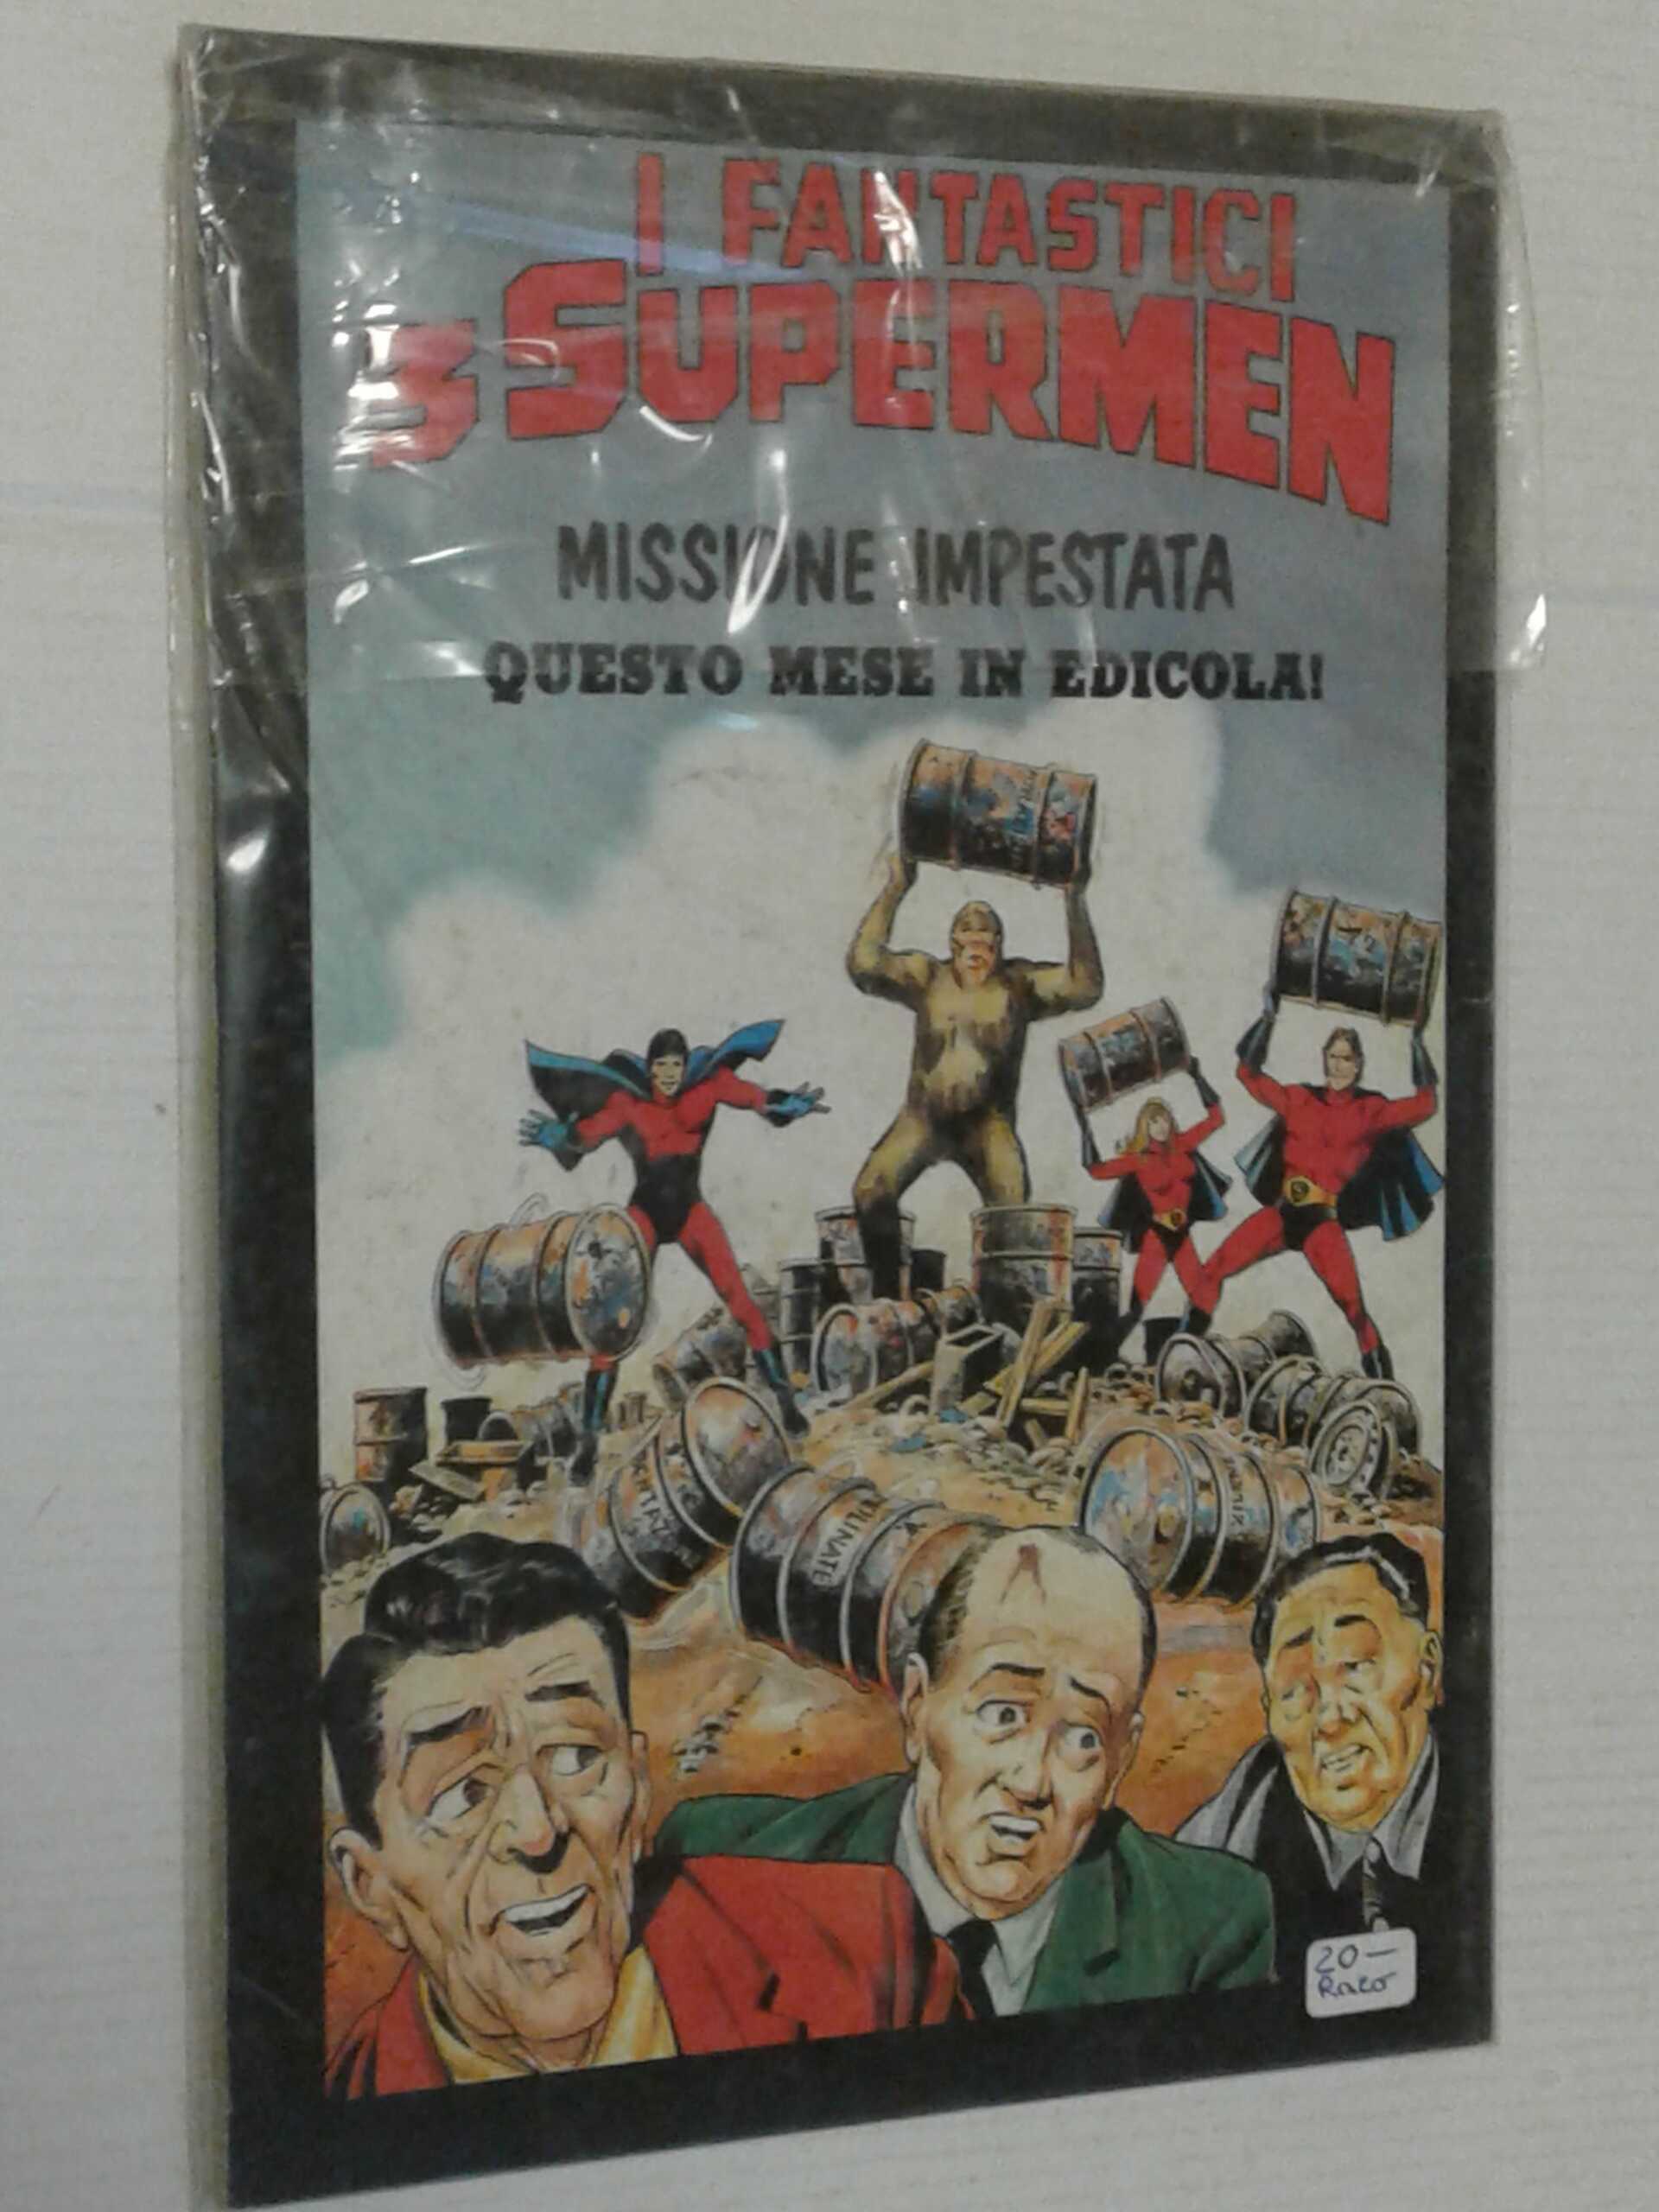 I FANTASTICI
3 SUPERMEN
MISSIONE IMPESTATA
QUESTO MESE IN EDICOLA!
20—
RARO